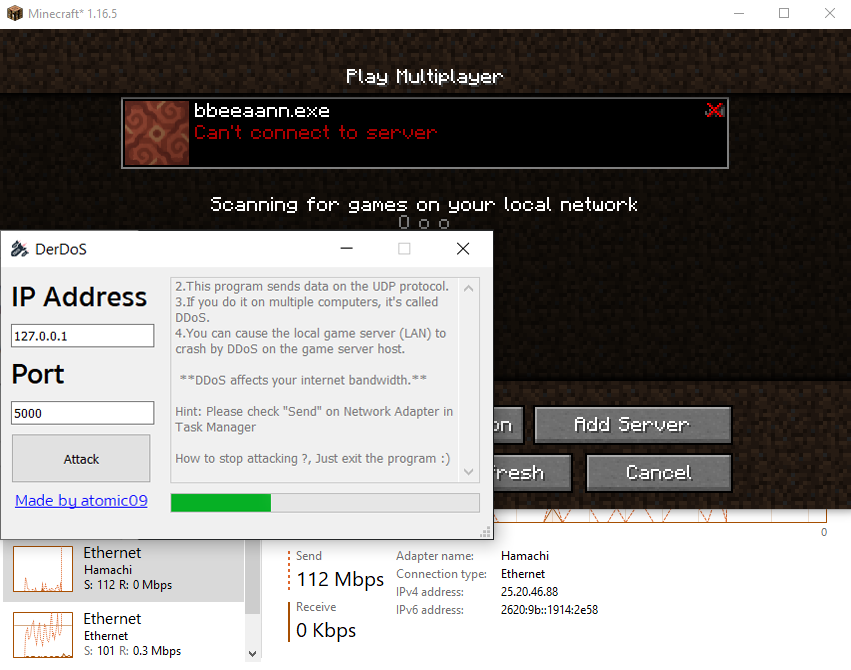 Minecraft* 1.16.5
Play Multiplayer
bbeeaann.exe
Can't connect to server
Scanning for games on your local network
O o o
DerDoS
IP Address
127.0.0.1
Port
5000
Attack
Made by atomic09
2.This program sends data on the UDP protocol.
3.If you do it on multiple computers, it's called
DDoS.
4.You can cause the local game server (LAN) to
crash by DDoS on the game server host.
**DDoS affects your internet bandwidth.**
Hint: Please check "Send" on Network Adapter in
Task Manager
How to stop attacking ?, Just exit the program :)
on
Add Server
fresh
Cancel
0
Ethernet
Hamachi
S: 112 R: 0 Mbps
Ethernet
Ethernet
S: 101 R: 0.3 Mbps
Send
112 Mbps
Receive
0 Kbps
Adapter name: Hamachi
Connection type: Ethernet
IPv4 address: 25.20.46.88
IPv6 address: 2620:9b::1914:2e58